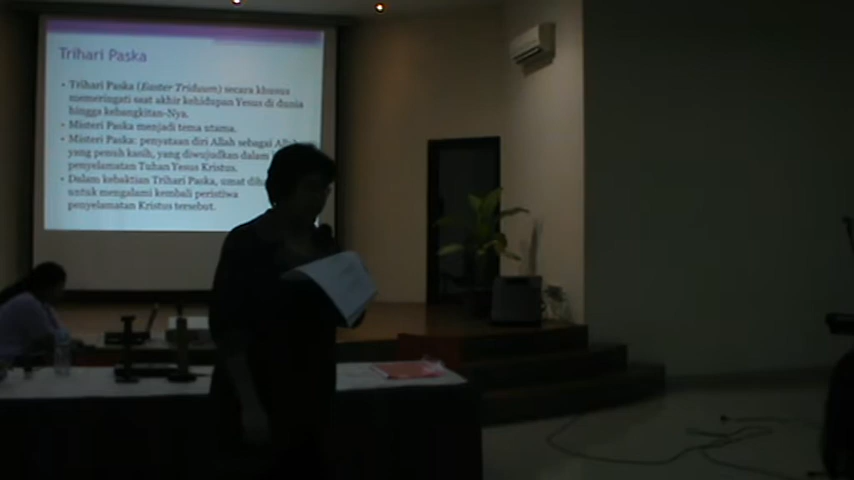 Trihari Paska
• Trihari Paska (Easter Triduum) secara khusus
memeringati saat akhir kehidupan Yesus di dunia
hingga kebangkitan-Nya.
• Misteri Paska menjadi tema utama.
• Misteri Paska: penyataan diri Allah sebagai
yang penuh kasih, yang diwujudkan dalam
penyelamatan Tuhan Yesus Kristus.
• Dalam kebaktian Trihari Paska, umat
untuk mengalami kembali peristiwa
penyelamatan Kristus tersebut.